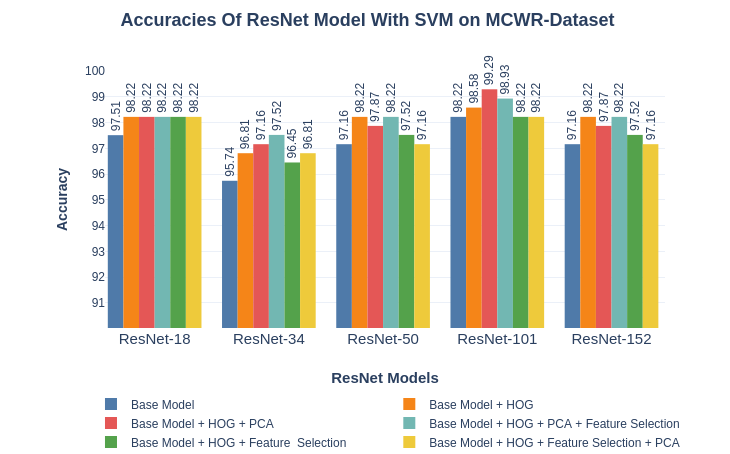 Accuracies Of ResNet Model With SVM on MCWR-Dataset
Accuracy
100
99
98
97
96
95
94
93
92
91
97.51 98.22 98.22 98.22 98.22 98.22
95.74 96.81 97.16 97.52 96.45 96.81
97.16 98.22 97.87 98.22 97.52 97.16
98.22 98.58 99.29 98.93 98.22 98.22
97.16 98.22 97.87 98.22 97.52 97.16
ResNet-18 ResNet-34 ResNet-50 ResNet-101 ResNet-152
ResNet Models
Base Model Base Model + HOG
Base Model + HOG + PCA Base Model + HOG + PCA + Feature Selection
Base Model + HOG + Feature  Selection Base Model + HOG + Feature Selection + PCA